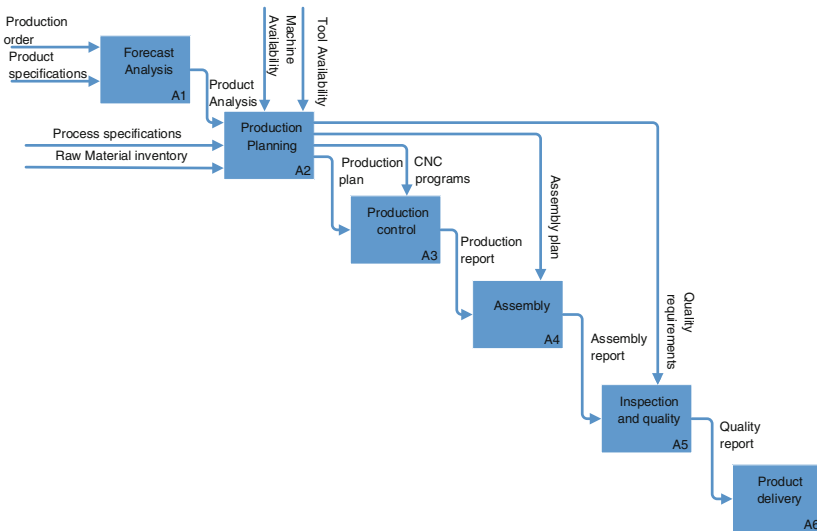 Production
order
Product
specifications
Forecast
Analysis
A1
Product
Analysis
Machine
Availability
Tool Availability
Process specifications
Raw Material inventory
Production
Planning
A2
Production
plan
CNC
programs
Assembly plan
Quality
requirements
Production
control
A3
Production
report
Assembly
A4
Assembly
report
Inspection
and quality
A5
Quality
report
Product
delivery
A6